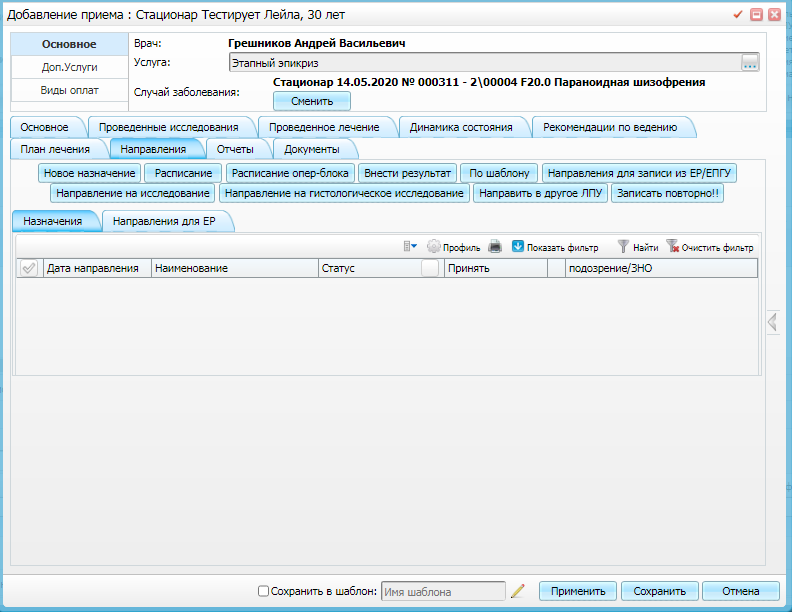 Добавление приема : Стационар Тестирует Лейла, 30 лет
Основное
Доп.Услуги
Виды оплат
Врач: Грешников Андрей Васильевич
Услуга: Этапный эпикриз ...
Случай заболевания: Стационар 14.05.2020 № 000311 - 2\00004 F20.0 Параноидная шизофрения
Сменить
Основное Проведенные исследования Проведенное лечение Динамика состояния Рекомендации по ведению
План лечения Направления Отчеты Документы
Новое назначение Расписание Расписание опер-блока Внести результат По шаблону Направления для записи из ЕР/ЕПГУ
Направление на исследование Направление на гистологическое исследование Направить в другое ЛПУ Записать повторно!!
Назначения Направления для ЕР
Профиль Показать фильтр Найти Очистить фильтр
Дата направления Наименование Статус Принять подозрение/ЗНО
Сохранить в шаблон: Имя шаблона Применить Сохранить Отмена